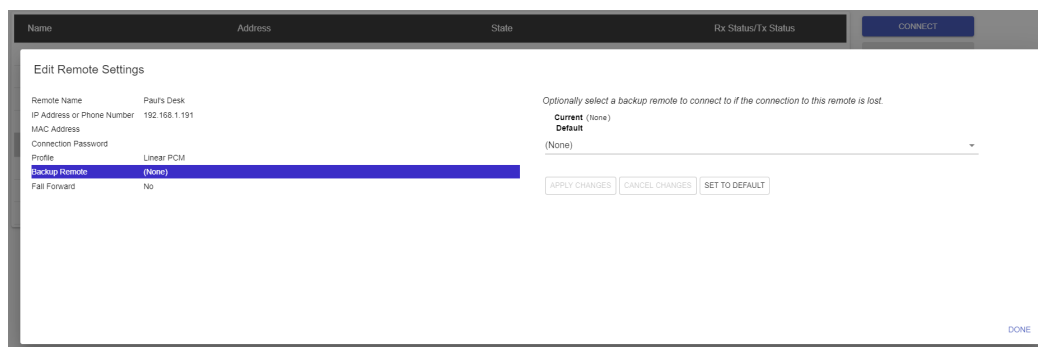 Name Address State Rx Status/Tx Status CONNECT
Edit Remote Settings
Remote Name Paul's Desk
IP Address or Phone Number 192.168.1.191
MAC Address
Connection Password
Profile Linear PCM
Backup Remote (None)
Fall Forward No
Optionally select a backup remote to connect to if the connection to this remote is lost.
Current (None)
Default
(None)
APPLY CHANGES CANCEL CHANGES SET TO DEFAULT
DONE